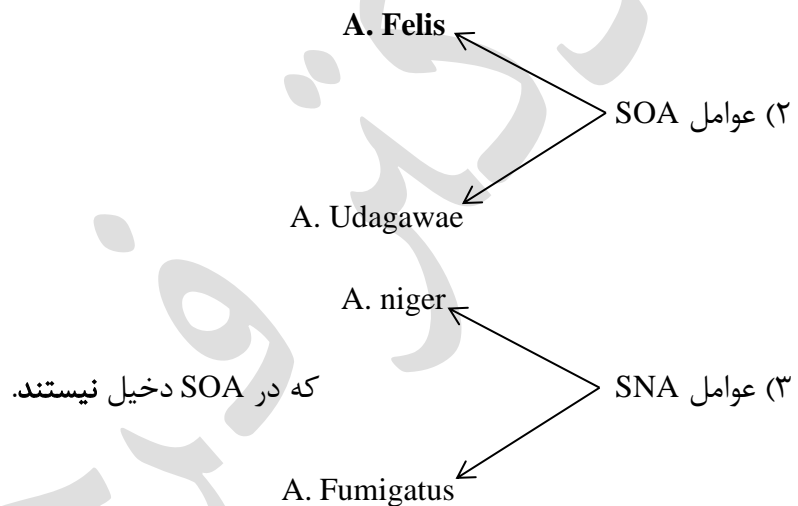 A. Felis
۲) عوامل SOA
A. Udagawae
A. niger
۳) عوامل SNA
که در SOA دخیل نیستند.
A. Fumigatus